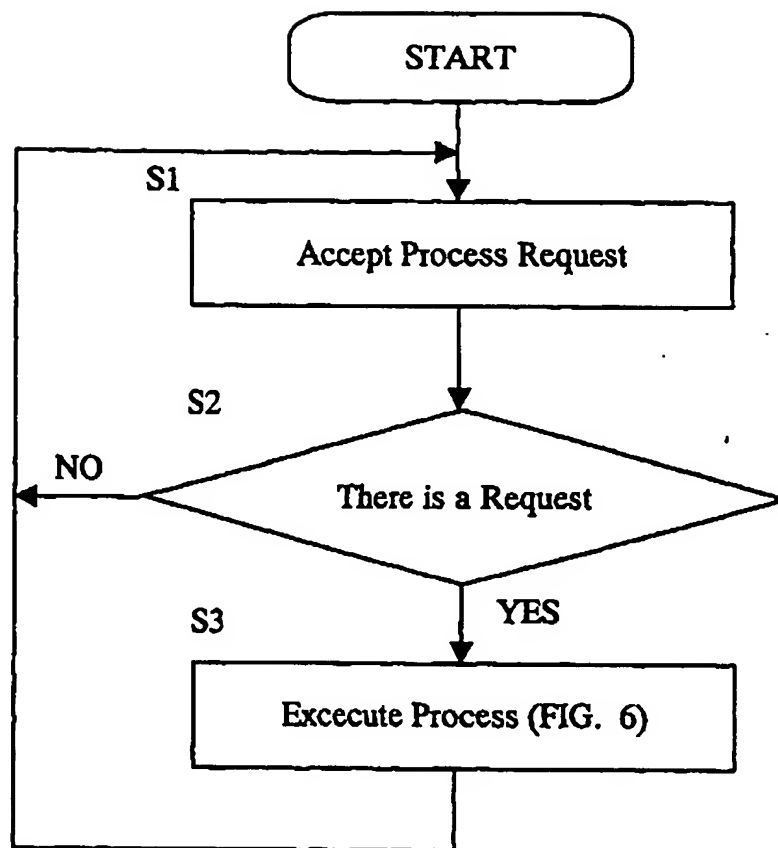 START
S1
Accept Process Request
S2
NO
There is a Request
YES
S3
Excecute Process (FIG. 6)